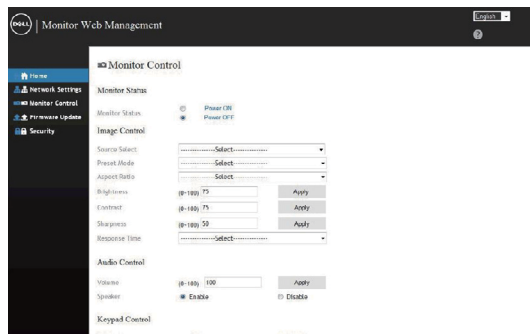 DELL | Monitor Web Management
English
?
Home
Network Settings
Monitor Control
Firmware Update
Security
Monitor Control
Monitor Status
Monitor Status
Power ON
Power OFF
Image Control
Source Select --------------Select--------------
Preset Mode --------------Select--------------
Aspect Ratio --------------Select--------------
Brightness (0~100) 75 Apply
Contrast (0~100) 75 Apply
Sharpness (0~100) 50 Apply
Response Time --------------Select--------------
Audio Control
Volume (0~100) 100 Apply
Speaker Enable Disable
Keypad Control